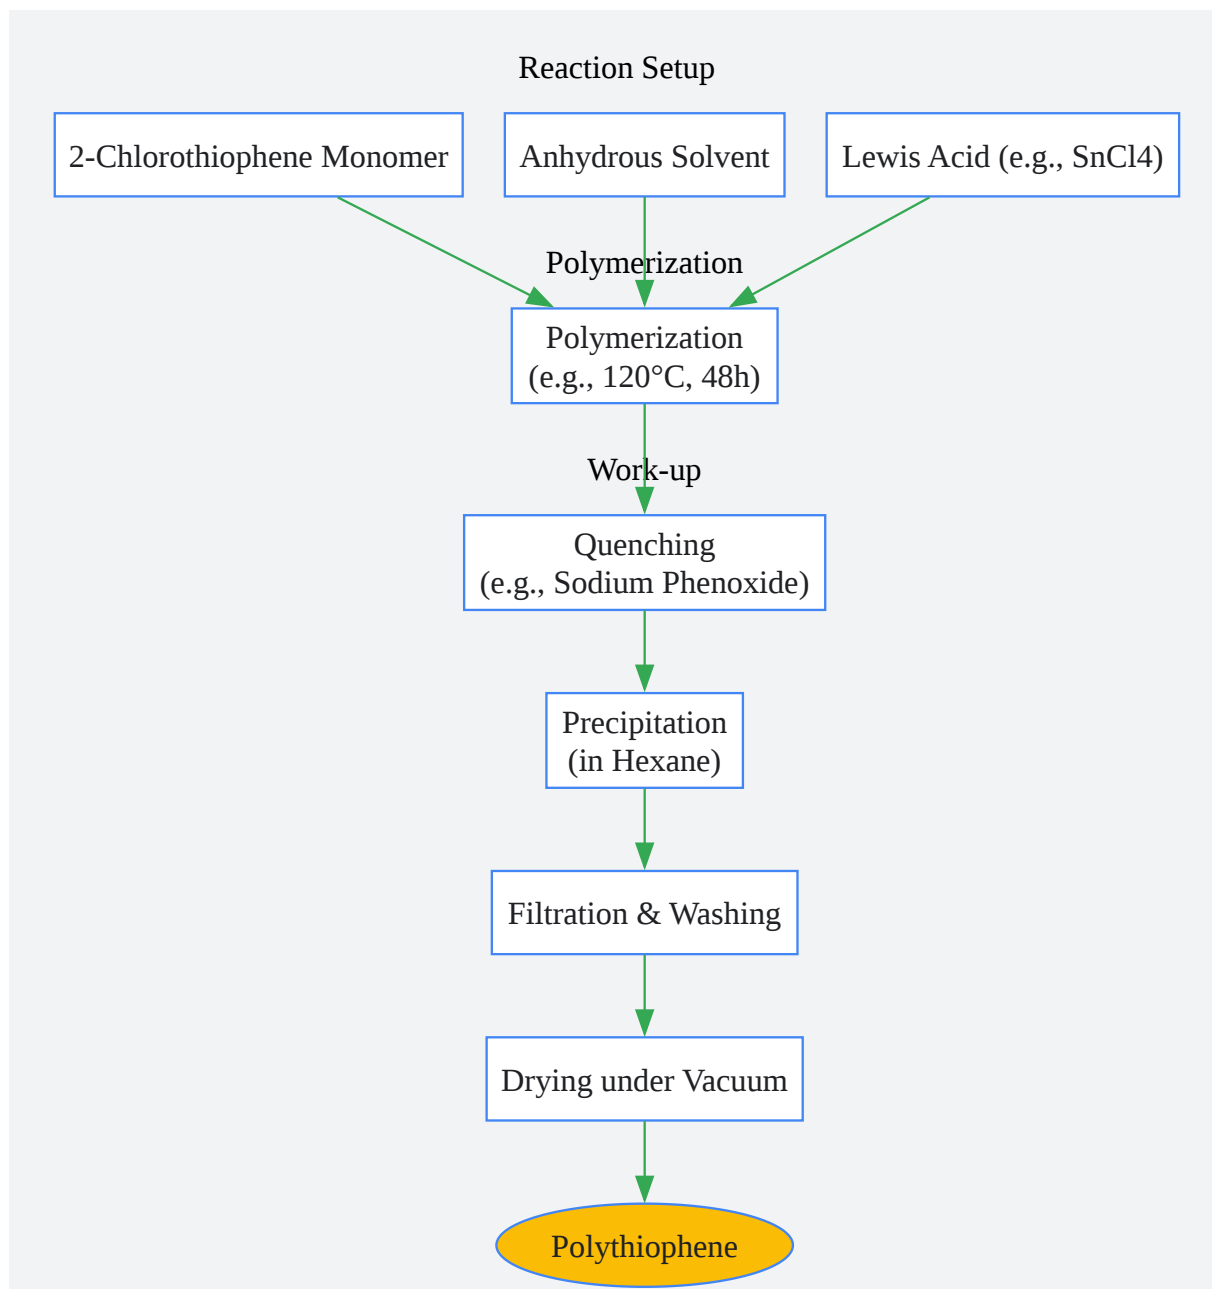 Reaction Setup
2-Chlorothiophene Monomer
Anhydrous Solvent
Lewis Acid (e.g., SnCl4)
Polymerization
Polymerization
(e.g., 120°C, 48h)
Work-up
Quenching
(e.g., Sodium Phenoxide)
Precipitation
(in Hexane)
Filtration & Washing
Drying under Vacuum
Polythiophene